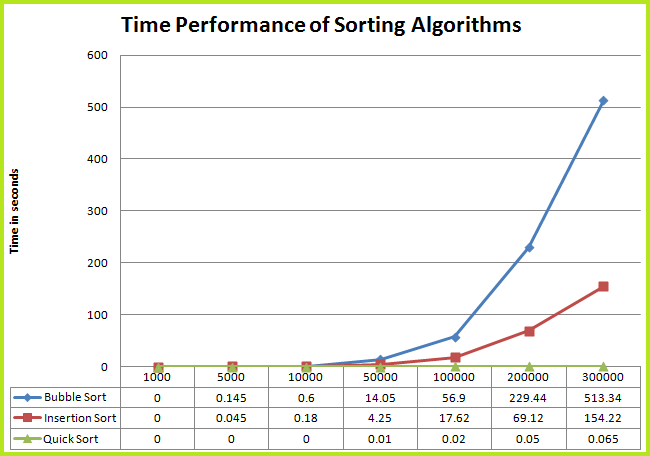 Time Performance of Sorting Algorithms
600
500
400
300
200
100
0
Time in seconds
1000 5000 10000 50000 100000 200000 300000
Bubble Sort 0 0.145 0.6 14.05 56.9 229.44 513.34
Insertion Sort 0 0.045 0.18 4.25 17.62 69.12 154.22
Quick Sort 0 0 0 0.01 0.02 0.05 0.065